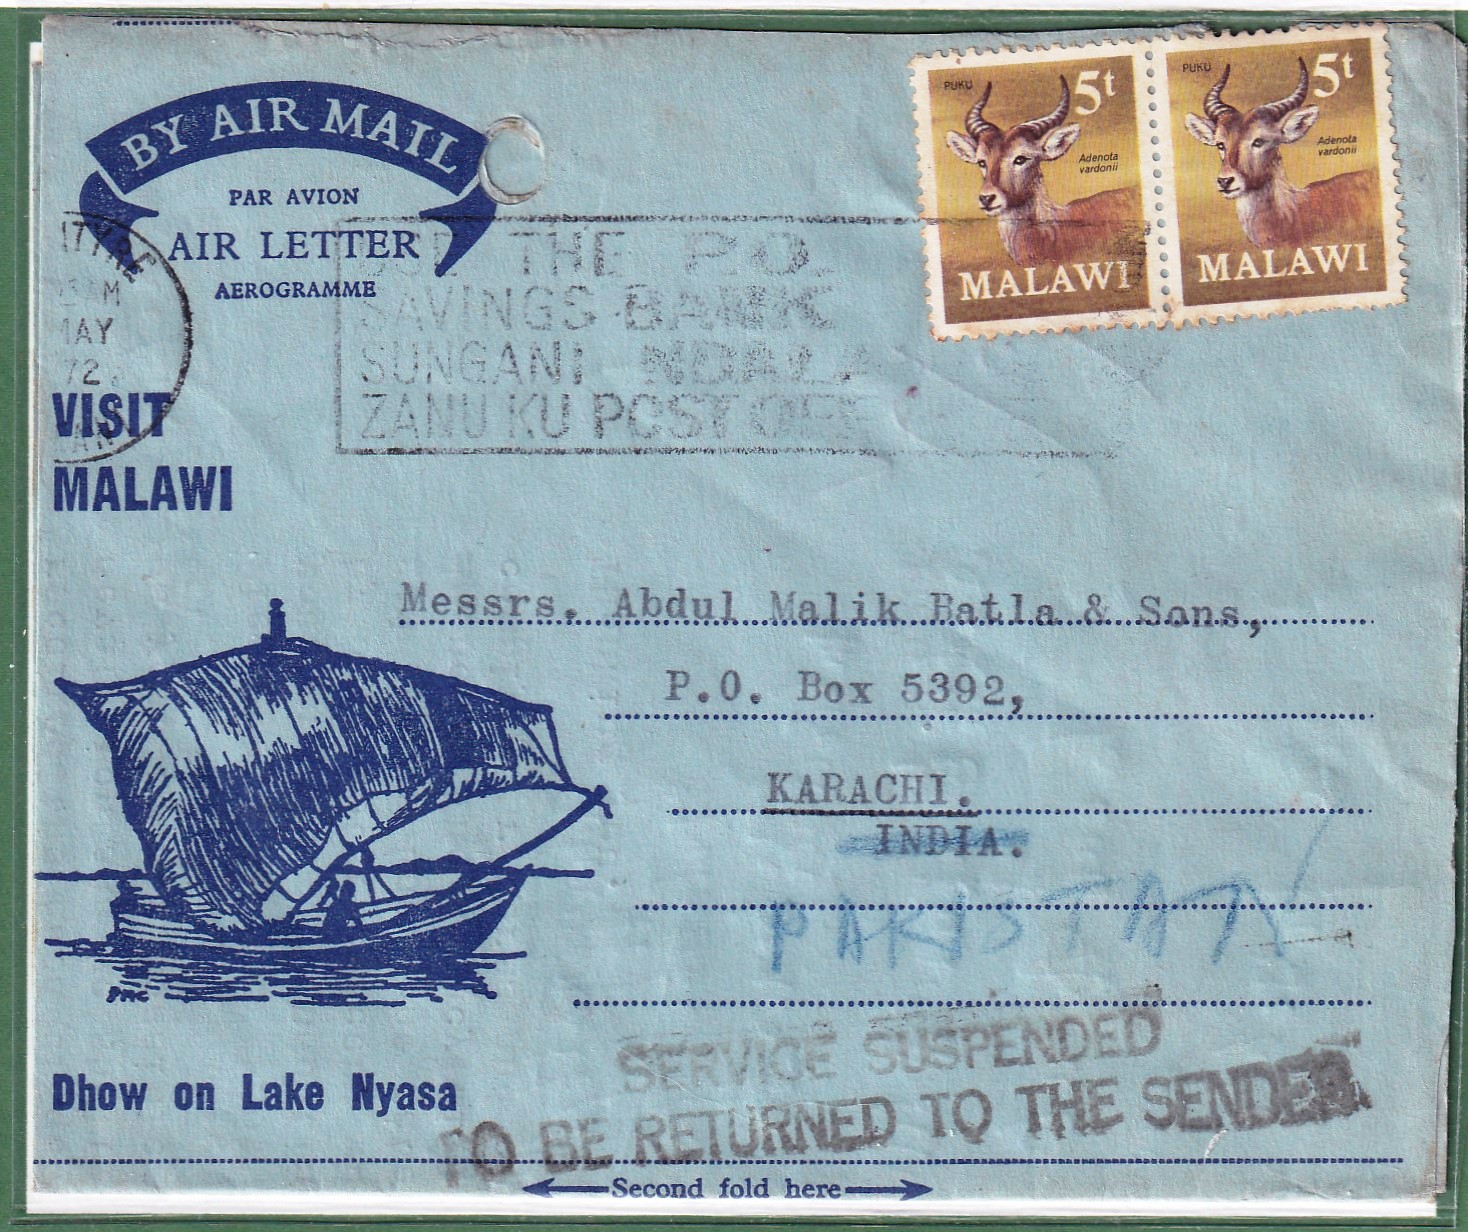 BY AIR MAIL
PAR AVION
AIR LETTER
AEROGRAMME
PUKU
5t
Adenota
vardonii
MALAWI
PUKU
5t
Adenota
vardonii
MALAWI
MAY
72
USE THE P.O.
SAVINGS BANK
SUNGANI
ZANU KU POST
VISIT
MALAWI
Messrs. Abdul Malik Batla & Sons,
P.O. Box 5392,
KARACHI.
INDIA.
PAKISTAN
PMC
Dhow on Lake Nyasa
SERVICE SUSPENDED
TO BE RETURNED TO THE SENDER
Second fold here